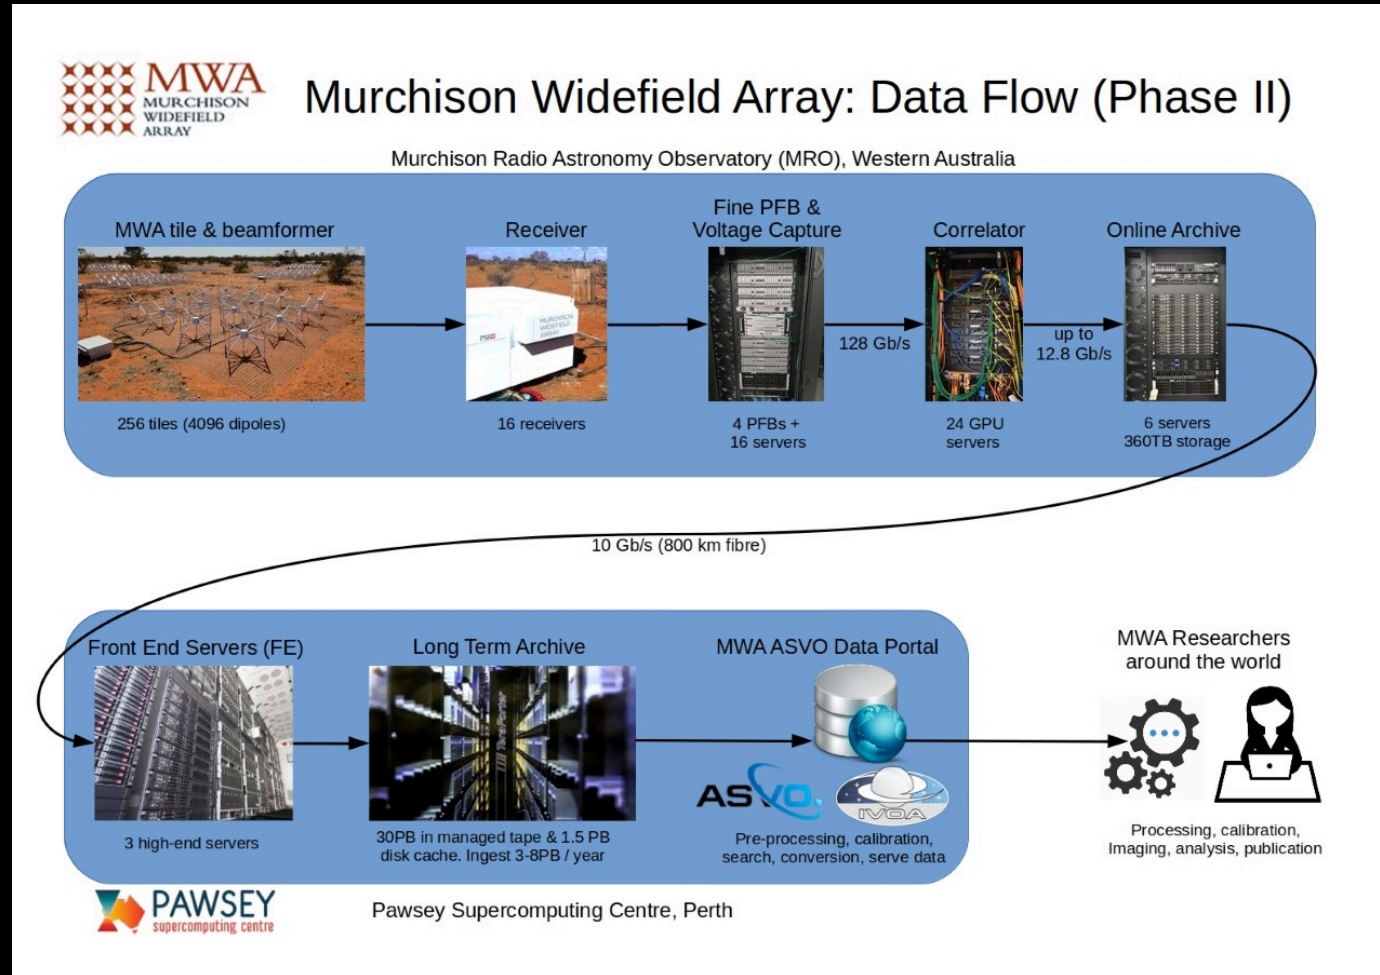 MWA
MURCHISON
WIDEFIELD
ARRAY
Murchison Widefield Array: Data Flow (Phase II)
Murchison Radio Astronomy Observatory (MRO), Western Australia
MWA tile & beamformer
Receiver
Fine PFB &
Voltage Capture
Correlator
Online Archive
MURCHISON
WIDEFIELD
ARRAY
128 Gb/s
up to
12.8 Gb/s
256 tiles (4096 dipoles)
16 receivers
4 PFBs +
16 servers
24 GPU
servers
6 servers
360TB storage
10 Gb/s (800 km fibre)
Front End Servers (FE)
Long Term Archive
MWA ASVO Data Portal
MWA Researchers
around the world
ASVO.
IVOA
3 high-end servers
30PB in managed tape & 1.5 PB
disk cache. Ingest 3-8PB / year
Pre-processing, calibration,
search, conversion, serve data
Processing, calibration,
Imaging, analysis, publication
PAWSEY
supercomputing centre
Pawsey Supercomputing Centre, Perth